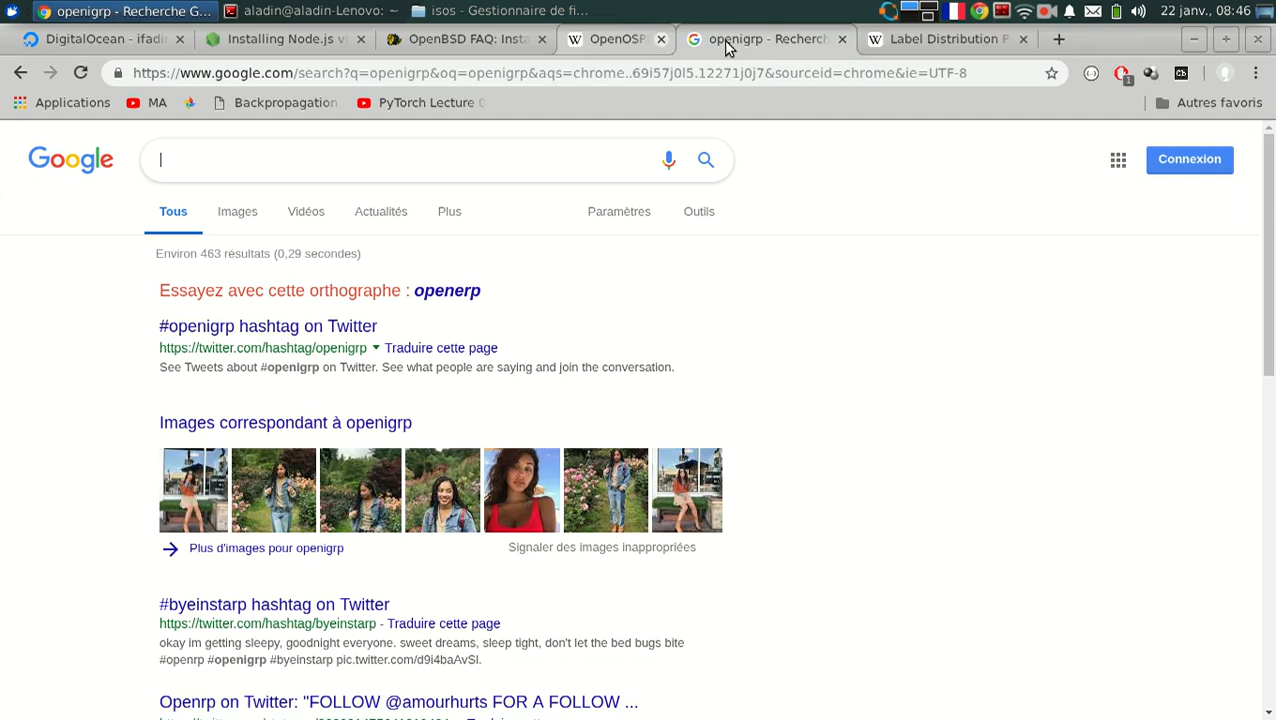 openigrp - Recherche G... aladin@aladin-Lenovo: ~ isos - Gestionnaire de fi... 22 janv., 08:46
DigitalOcean - ifadin × Installing Node.js vi × OpenBSD FAQ: Insta × OpenOSP × openigrp - Recherch × Label Distribution P × +
https://www.google.com/search?q=openigrp&oq=openigrp&aqs=chrome..69i57j0l5.12271j0j7&sourceid=chrome&ie=UTF-8 1 Cb
Applications MA Backpropagation PyTorch Lecture 0 Autres favoris
Google Connexion
Tous Images Vidéos Actualités Plus Paramètres Outils
Environ 463 résultats (0,29 secondes)
Essayez avec cette orthographe : openerp
#openigrp hashtag on Twitter
https://twitter.com/hashtag/openigrp Traduire cette page
See Tweets about #openigrp on Twitter. See what people are saying and join the conversation.
Images correspondant à openigrp
Plus d'images pour openigrp Signaler des images inappropriées
#byeinstarp hashtag on Twitter
https://twitter.com/hashtag/byeinstarp - Traduire cette page
okay im getting sleepy, goodnight everyone. sweet dreams, sleep tight, don't let the bed bugs bite
#openrp #openigrp #byeinstarp pic.twitter.com/d9i4baAvSl.
Openrp on Twitter: "FOLLOW @amourhurts FOR A FOLLOW ...